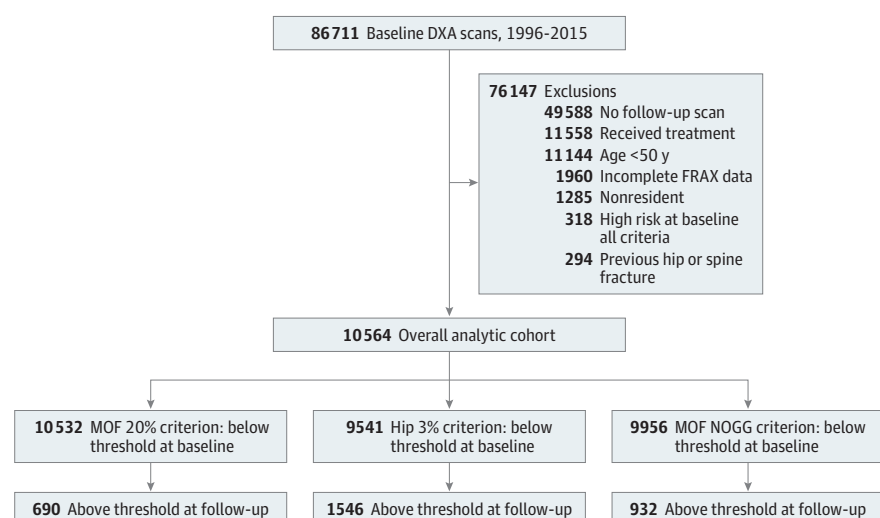 86711 Baseline DXA scans, 1996-2015
76147 Exclusions
49588 No follow-up scan
11558 Received treatment
11144 Age <50 y
1960 Incomplete FRAX data
1285 Nonresident
318 High risk at baseline
all criteria
294 Previous hip or spine
fracture
10564 Overall analytic cohort
10532 MOF 20% criterion: below
threshold at baseline
9541 Hip 3% criterion: below
threshold at baseline
9956 MOF NOGG criterion: below
threshold at baseline
690 Above threshold at follow-up
1546 Above threshold at follow-up
932 Above threshold at follow-up